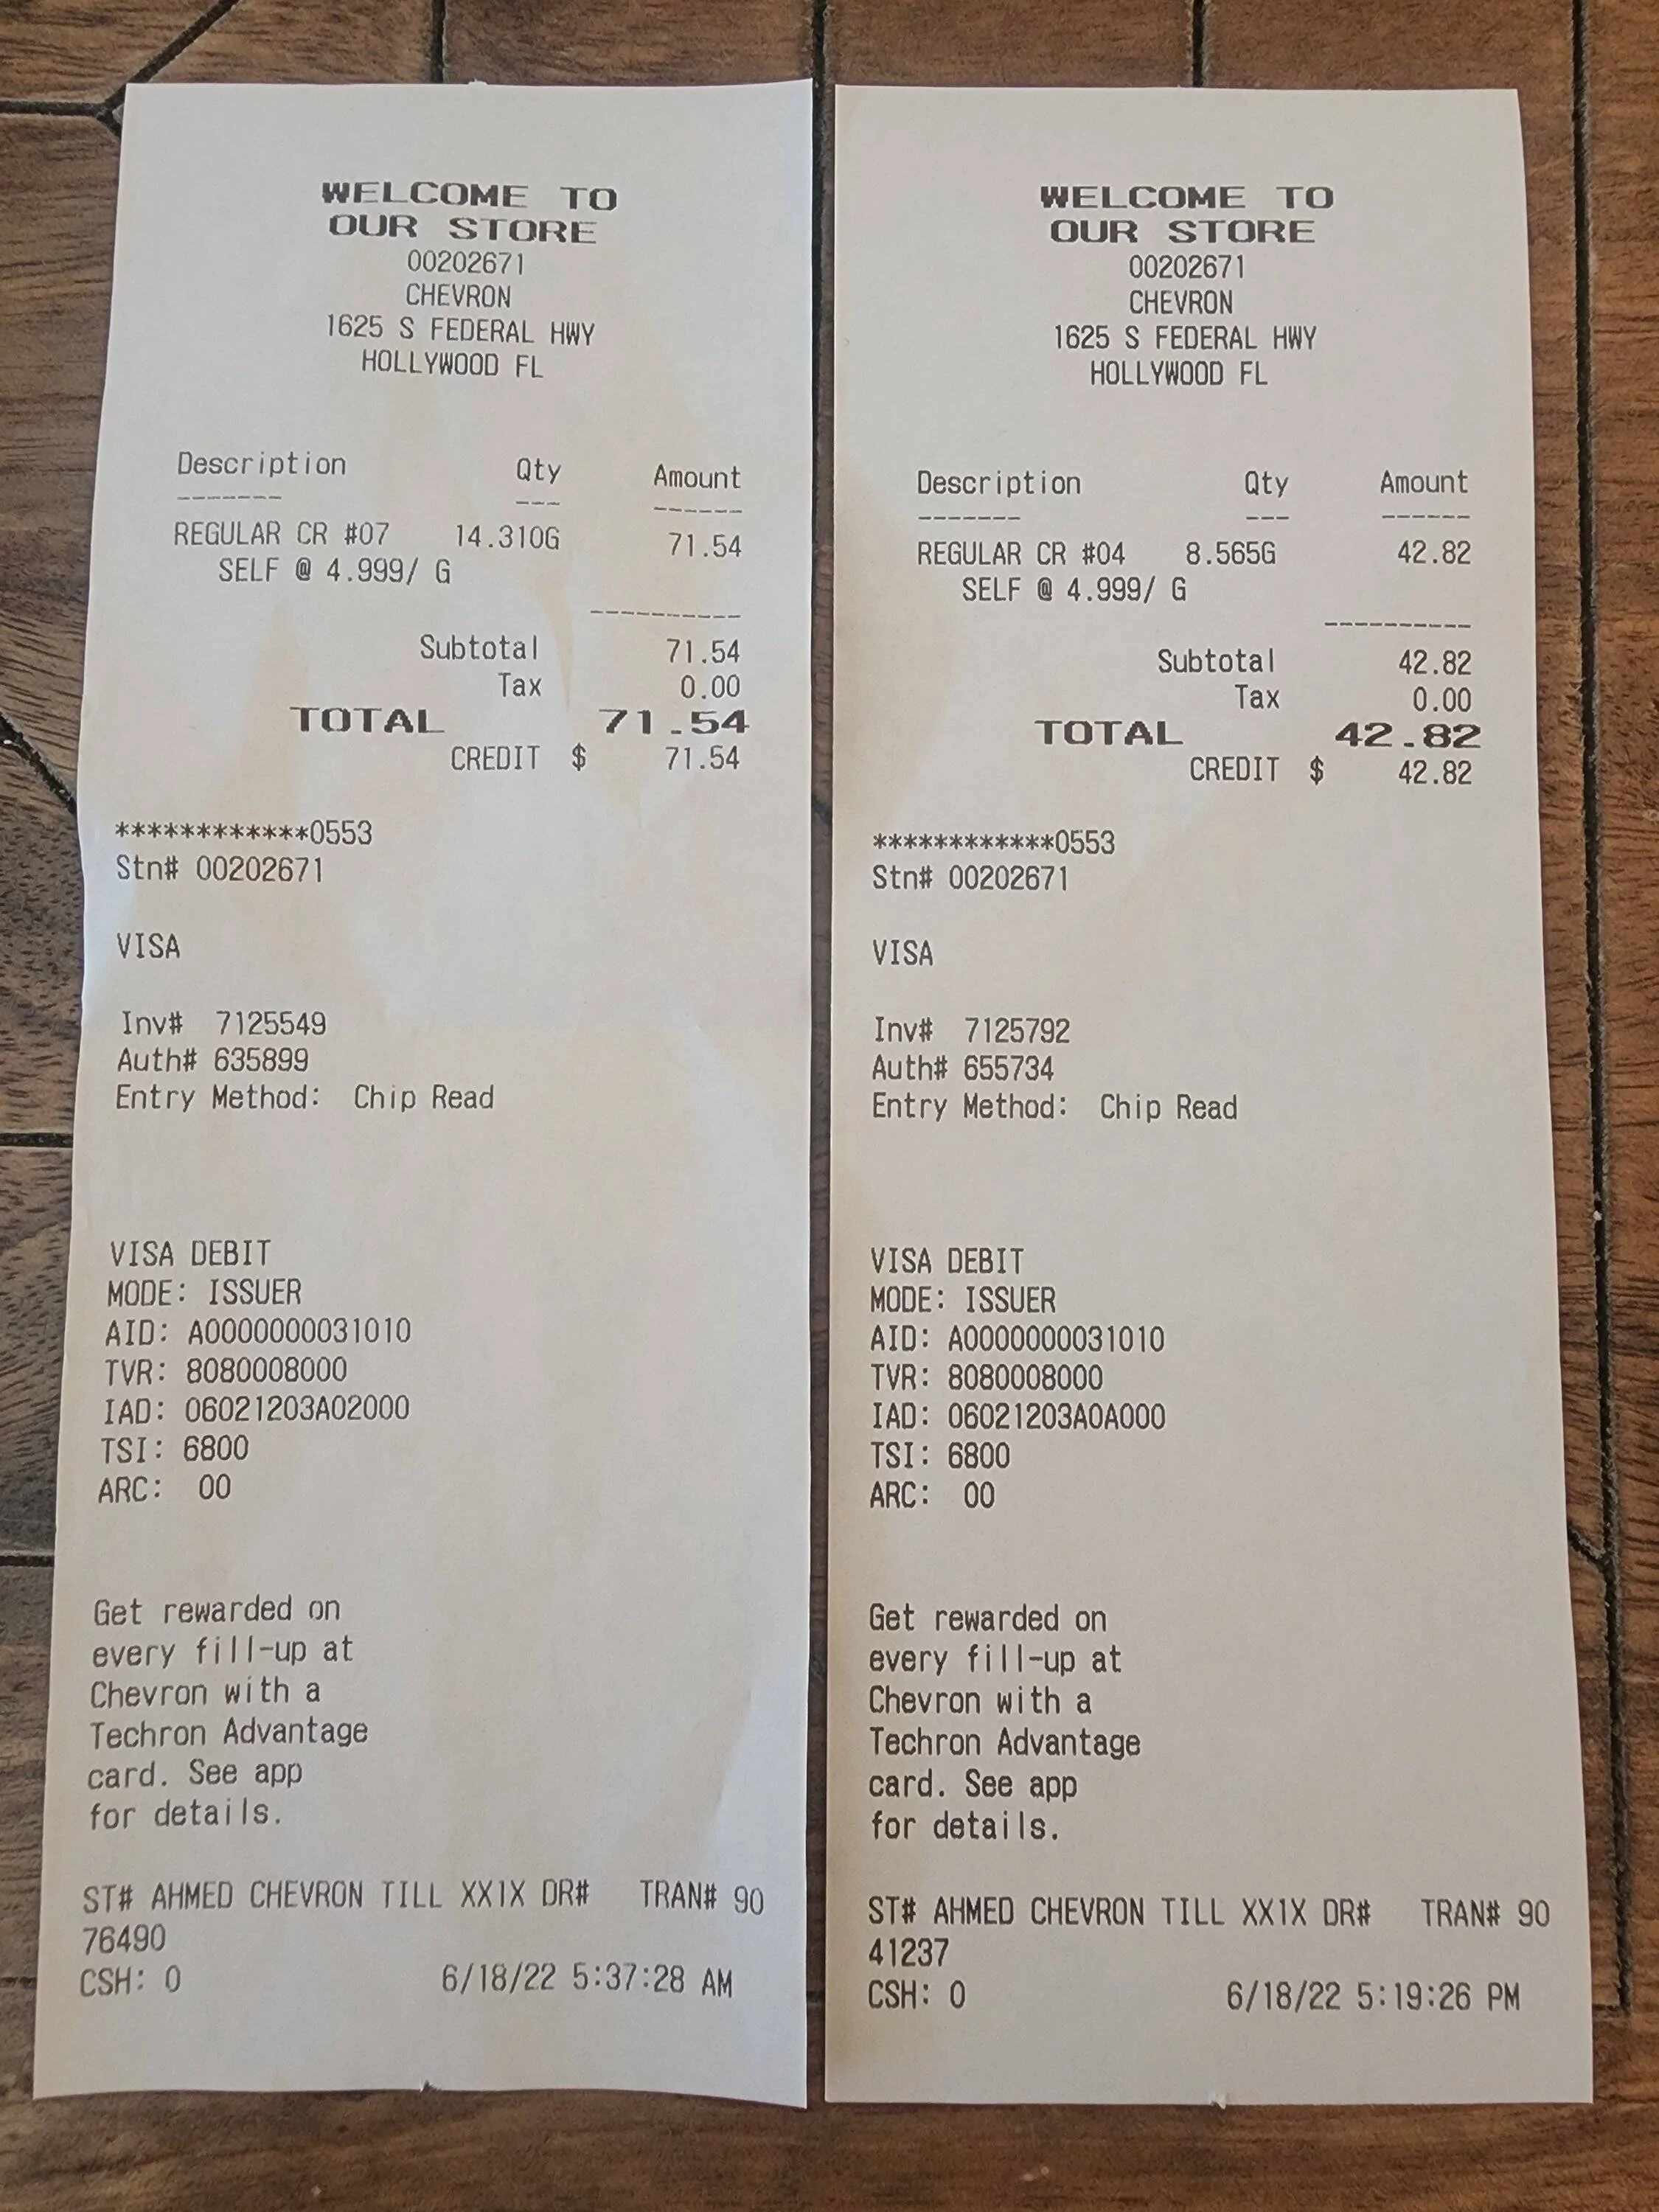 WELCOME TO
OUR STORE
00202671
CHEVRON
1625 S FEDERAL HWY
HOLLYWOOD FL
Description Qty Amount
------- --- ------
REGULAR CR #07 14.310G 71.54
SELF @ 4.999/ G
----------
Subtotal 71.54
Tax 0.00
TOTAL 71.54
CREDIT $ 71.54
************0553
Stn# 00202671
VISA
Inv# 7125549
Auth# 635899
Entry Method: Chip Read
VISA DEBIT
MODE: ISSUER
AID: A0000000031010
TVR: 8080008000
IAD: 06021203A02000
TSI: 6800
ARC: 00
Get rewarded on
every fill-up at
Chevron with a
Techron Advantage
card. See app
for details.
ST# AHMED CHEVRON TILL XX1X DR# TRAN# 90
76490
CSH: 0 6/18/22 5:37:28 AM
WELCOME TO
OUR STORE
00202671
CHEVRON
1625 S FEDERAL HWY
HOLLYWOOD FL
Description Qty Amount
------- --- ------
REGULAR CR #04 8.565G 42.82
SELF @ 4.999/ G
----------
Subtotal 42.82
Tax 0.00
TOTAL 42.82
CREDIT $ 42.82
************0553
Stn# 00202671
VISA
Inv# 7125792
Auth# 655734
Entry Method: Chip Read
VISA DEBIT
MODE: ISSUER
AID: A0000000031010
TVR: 8080008000
IAD: 06021203A0A000
TSI: 6800
ARC: 00
Get rewarded on
every fill-up at
Chevron with a
Techron Advantage
card. See app
for details.
ST# AHMED CHEVRON TILL XX1X DR# TRAN# 90
41237
CSH: 0 6/18/22 5:19:26 PM